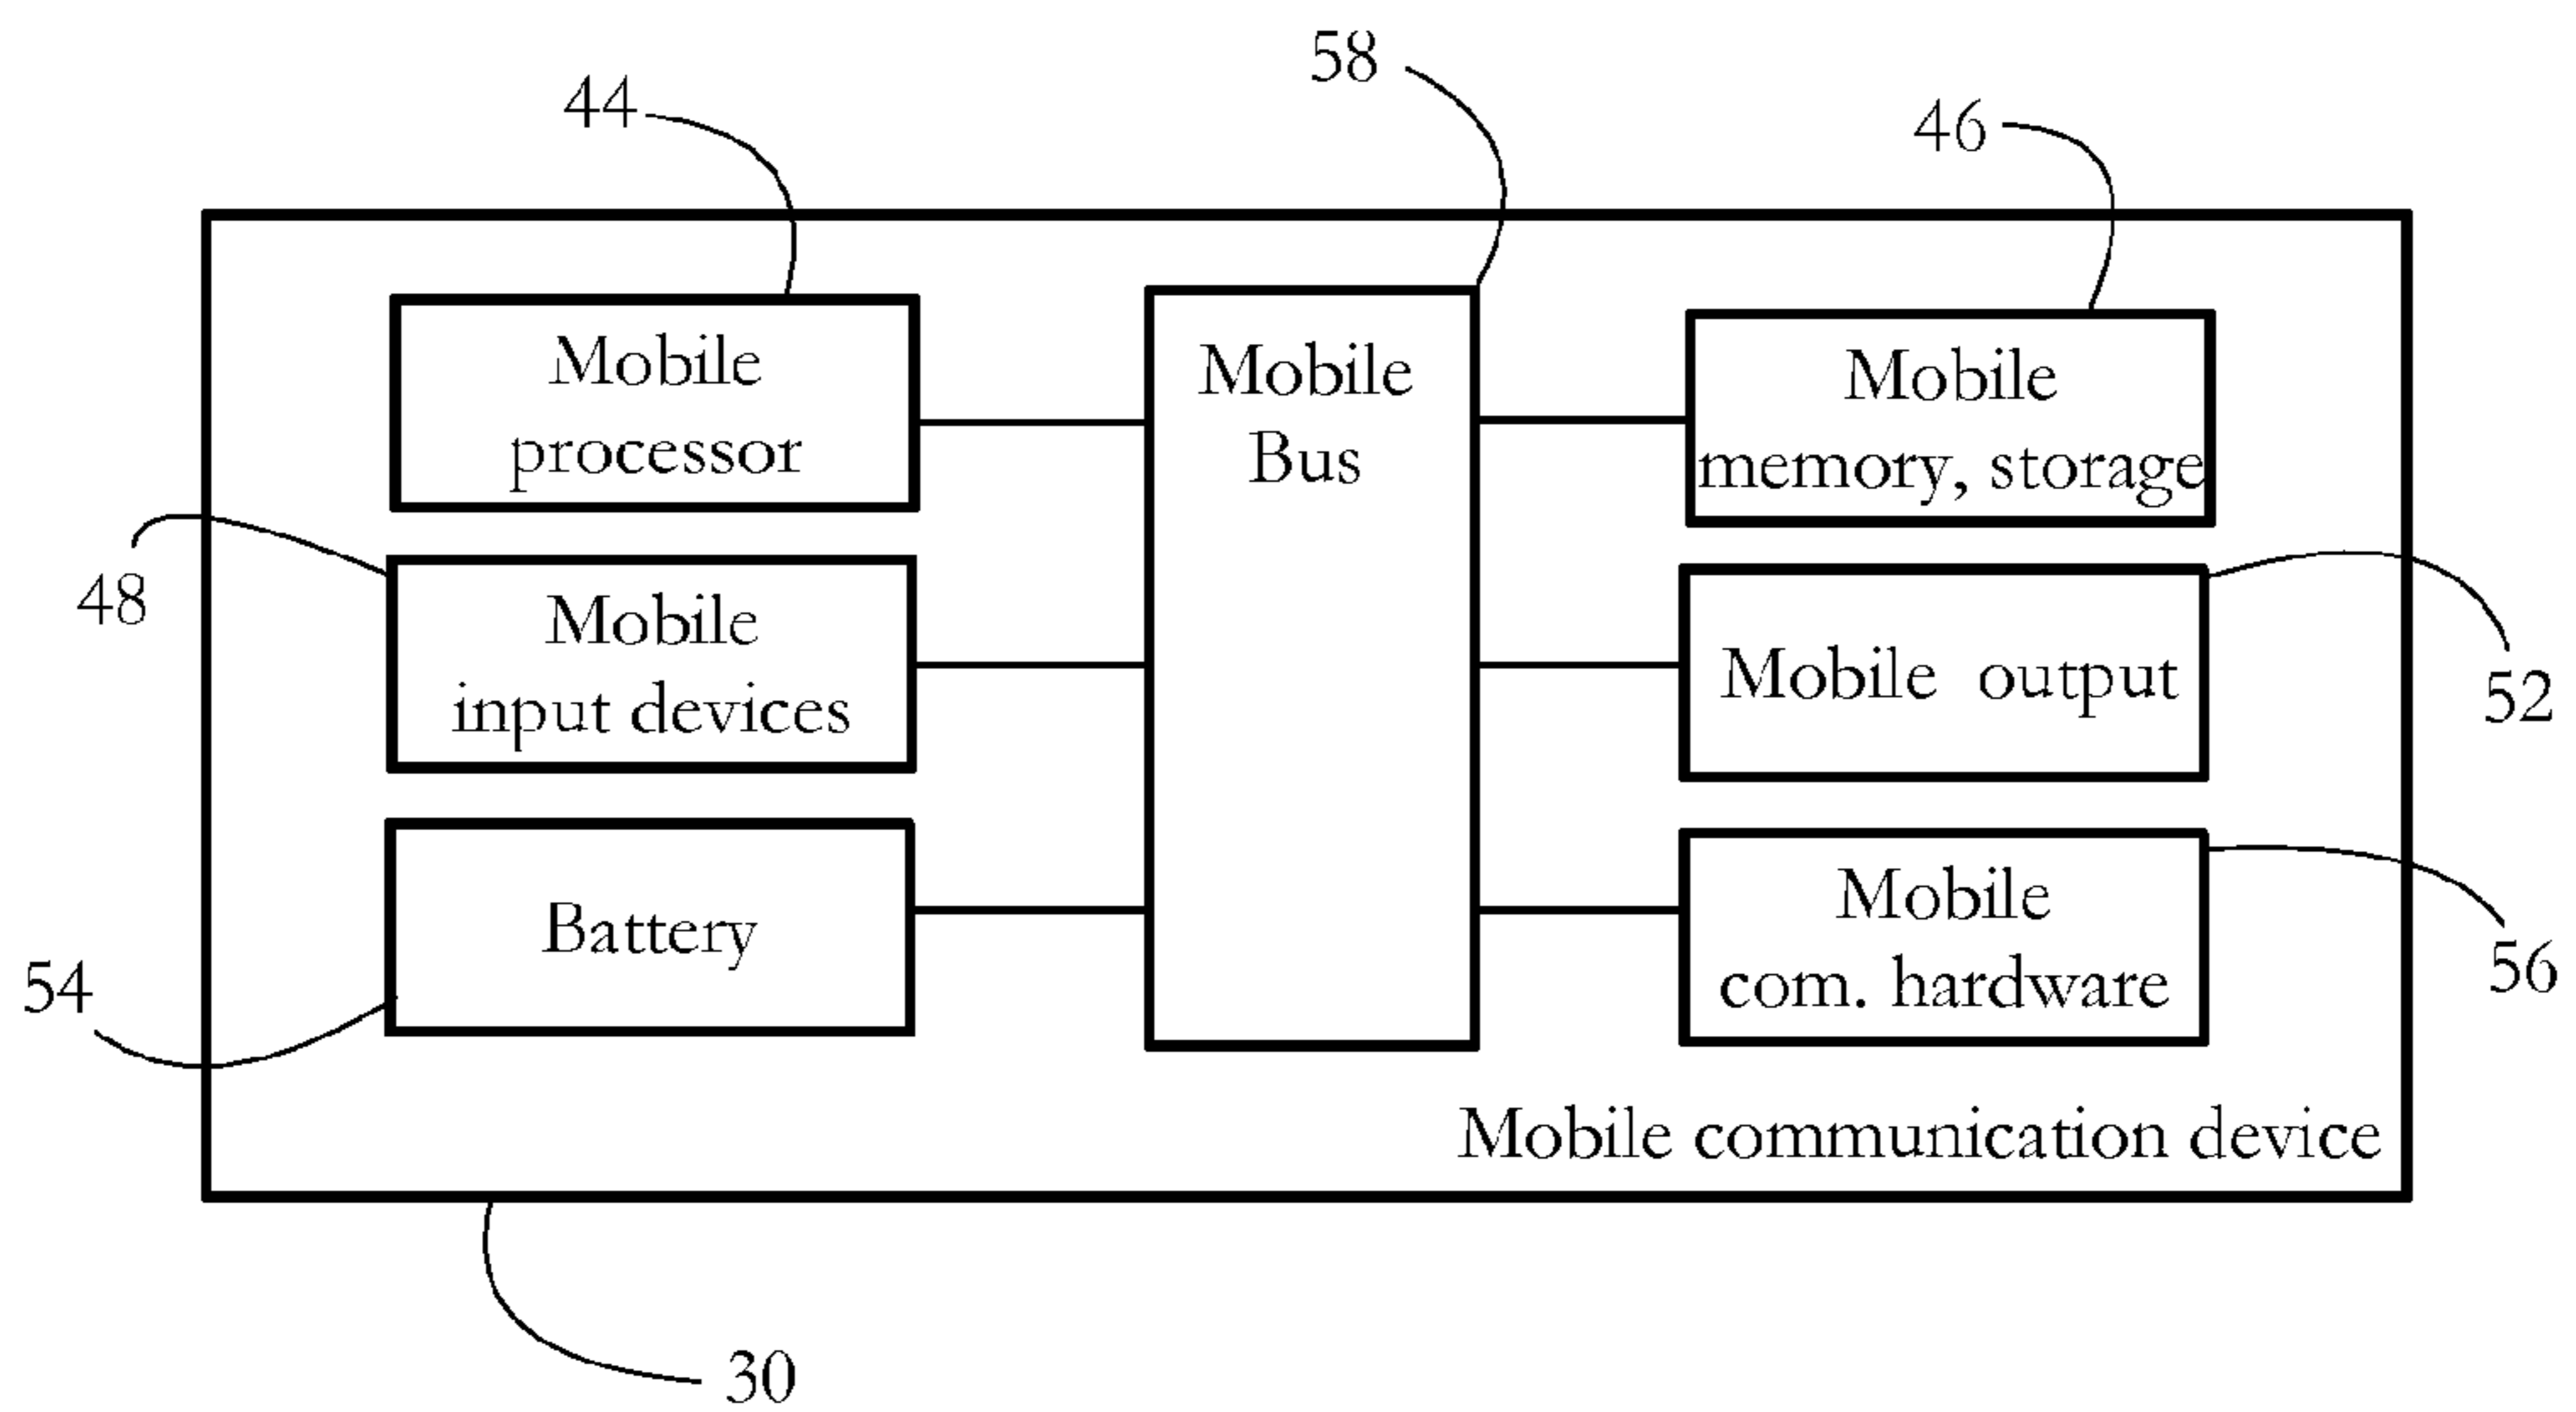 58
44
46
Mobile
processor
Mobile
Bus
Mobile
memory, storage
48
Mobile
input devices
Mobile output
52
54
Battery
Mobile
com. hardware
56
Mobile communication device
30